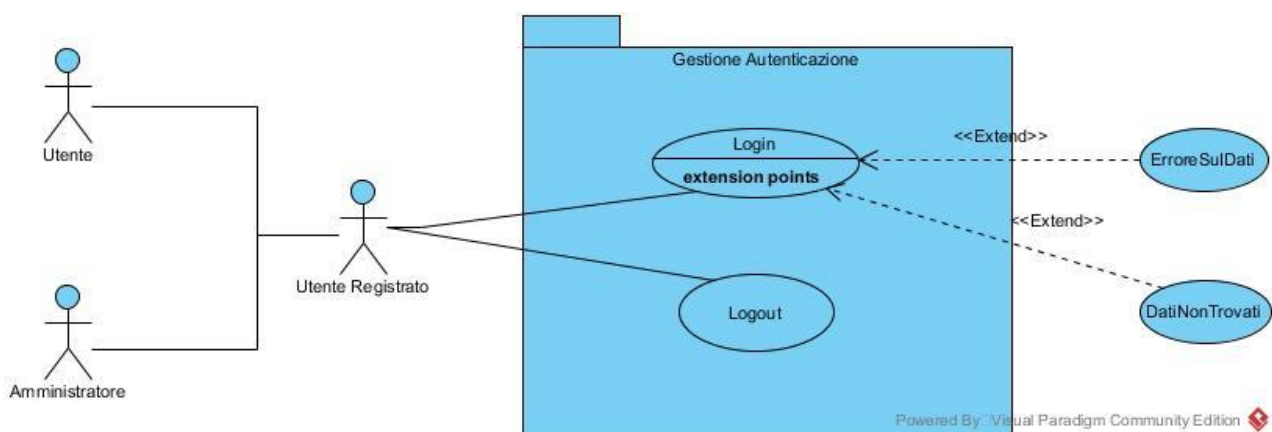 Gestione Autenticazione
Utente
Login
extension points
<<Extend>>
ErroreSulDati
<<Extend>>
Utente Registrato
Logout
DatiNonTrovati
Amministratore
Powered By: Visual Paradigm Community Edition